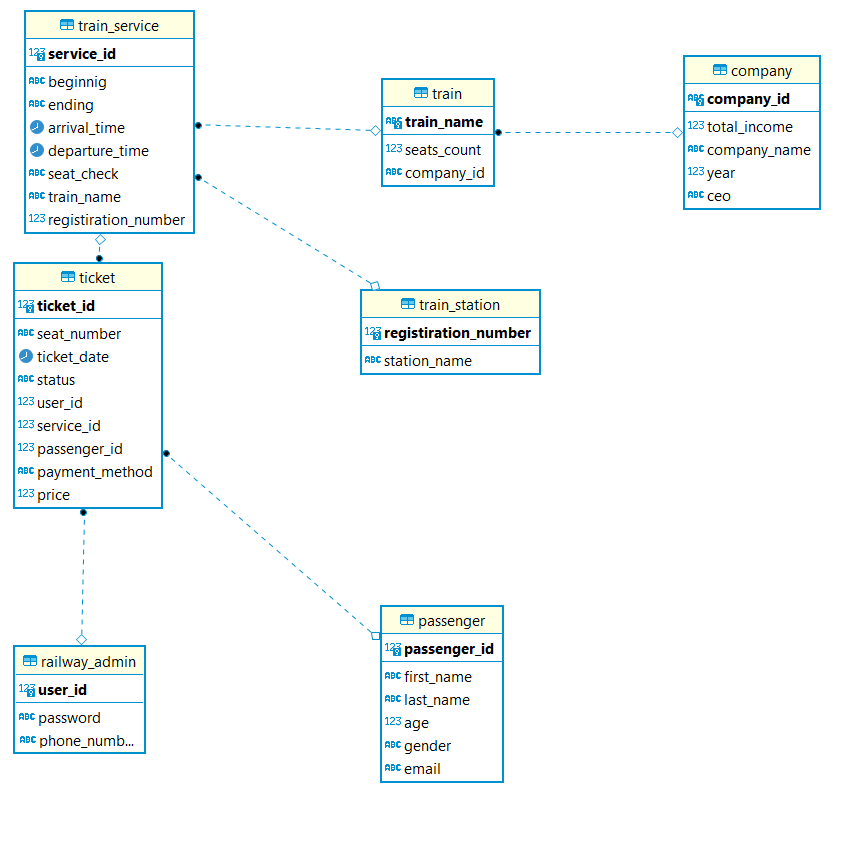 train_service
service_id
beginnig
ending
arrival_time
departure_time
seat_check
train_name
registiration_number
train
train_name
seats_count
company_id
company
company_id
total_income
company_name
year
ceo
ticket
ticket_id
seat_number
ticket_date
status
user_id
service_id
passenger_id
payment_method
price
train_station
registiration_number
station_name
railway_admin
user_id
password
phone_numb...
passenger
passenger_id
first_name
last_name
age
gender
email